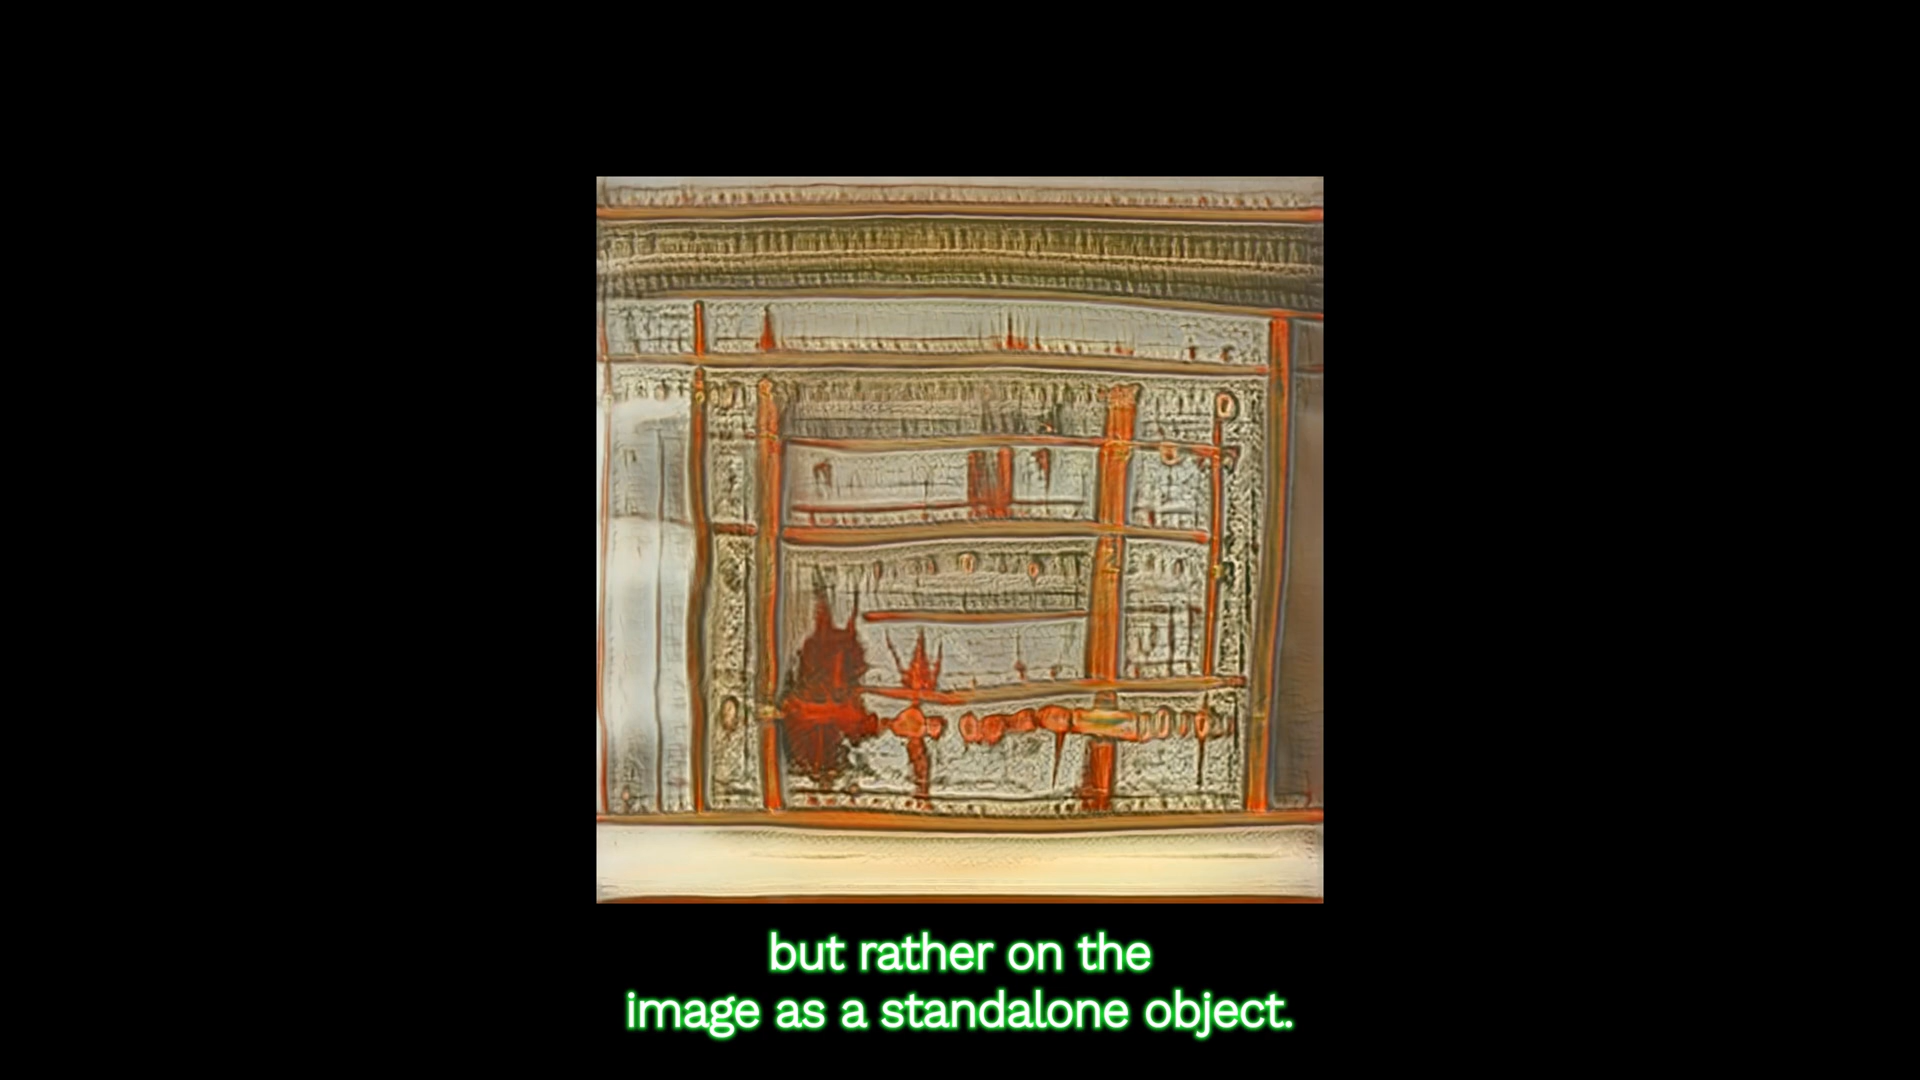 but rather on the
image as a standalone object.